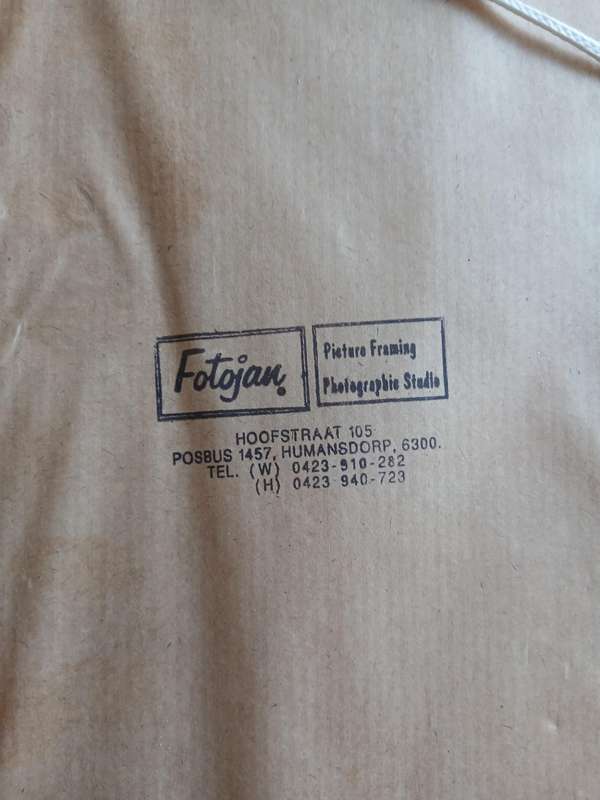 Fotojan.
Picture Framing
Photographic Studio
HOOFSTRAAT 105
POSBUS 1457, HUMANSDORP, 6300.
TEL. (W) 0423-910-282
(H) 0423 940-723